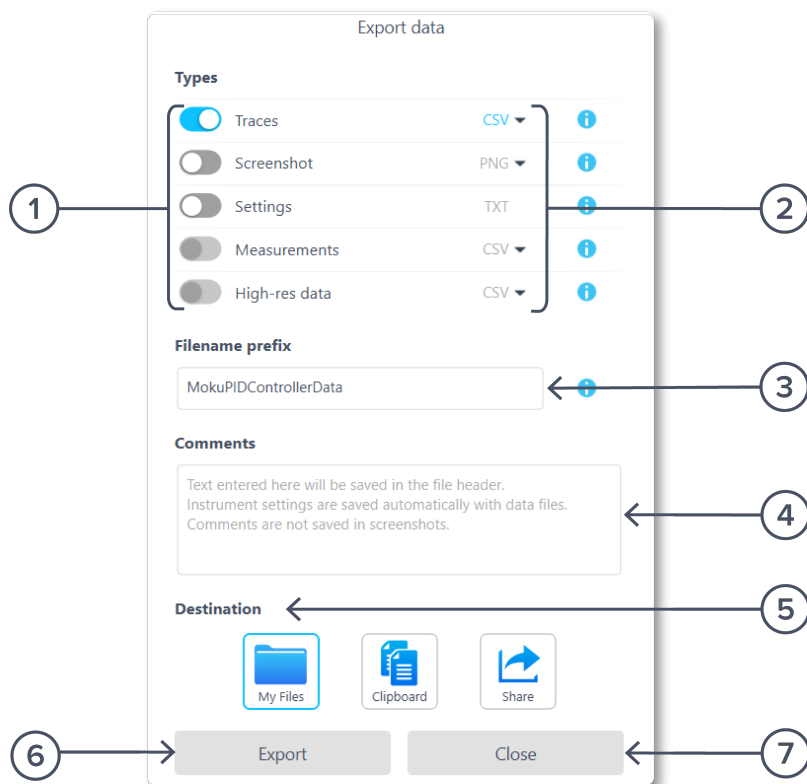 Export data
Types
Traces CSV
Screenshot PNG
1
2
Settings TXT
Measurements CSV
High-res data CSV
Filename prefix
MokuPIDControllerData
3
Comments
Text entered here will be saved in the file header.
Instrument settings are saved automatically with data files.
Comments are not saved in screenshots.
4
Destination
5
My Files Clipboard Share
6 Export Close 7